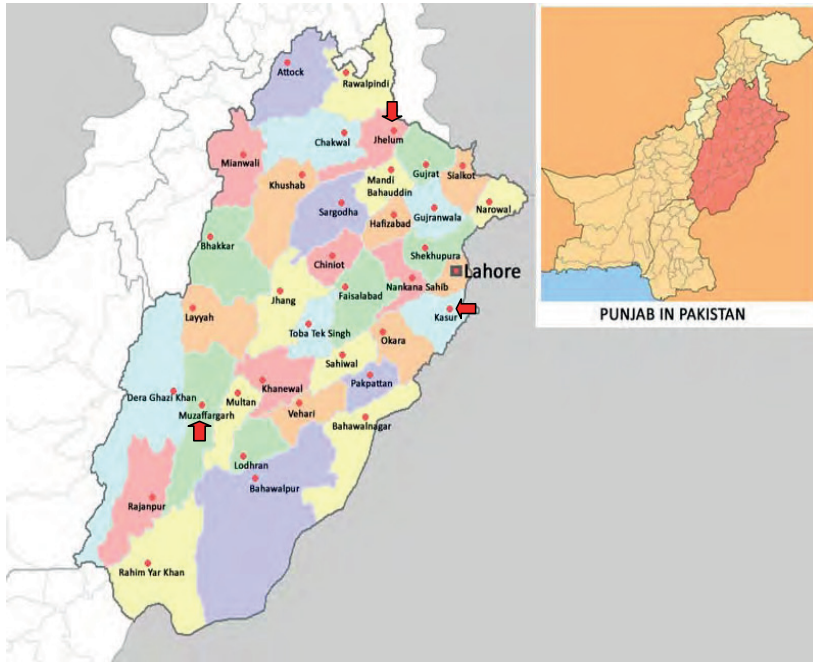 Attock
Rawalpindi
Chakwal
Jhelum
Mianwali
Khushab
Mandi
Bahauddin
Gujrat
Sialkot
Sargodha
Hafizabad
Gujranwala
Narowal
Bhakkar
Chiniot
Shekhupura
Lahore
Nankana Sahib
Jhang
Faisalabad
Layyah
Toba Tek Singh
Kasur
Okara
Sahiwal
Dera Ghazi Khan
Muzaffargarh
Multan
Khanewal
Pakpattan
Vehari
Bahawalnagar
Lodhran
Bahawalpur
Rajanpur
Rahim Yar Khan
PUNJAB IN PAKISTAN